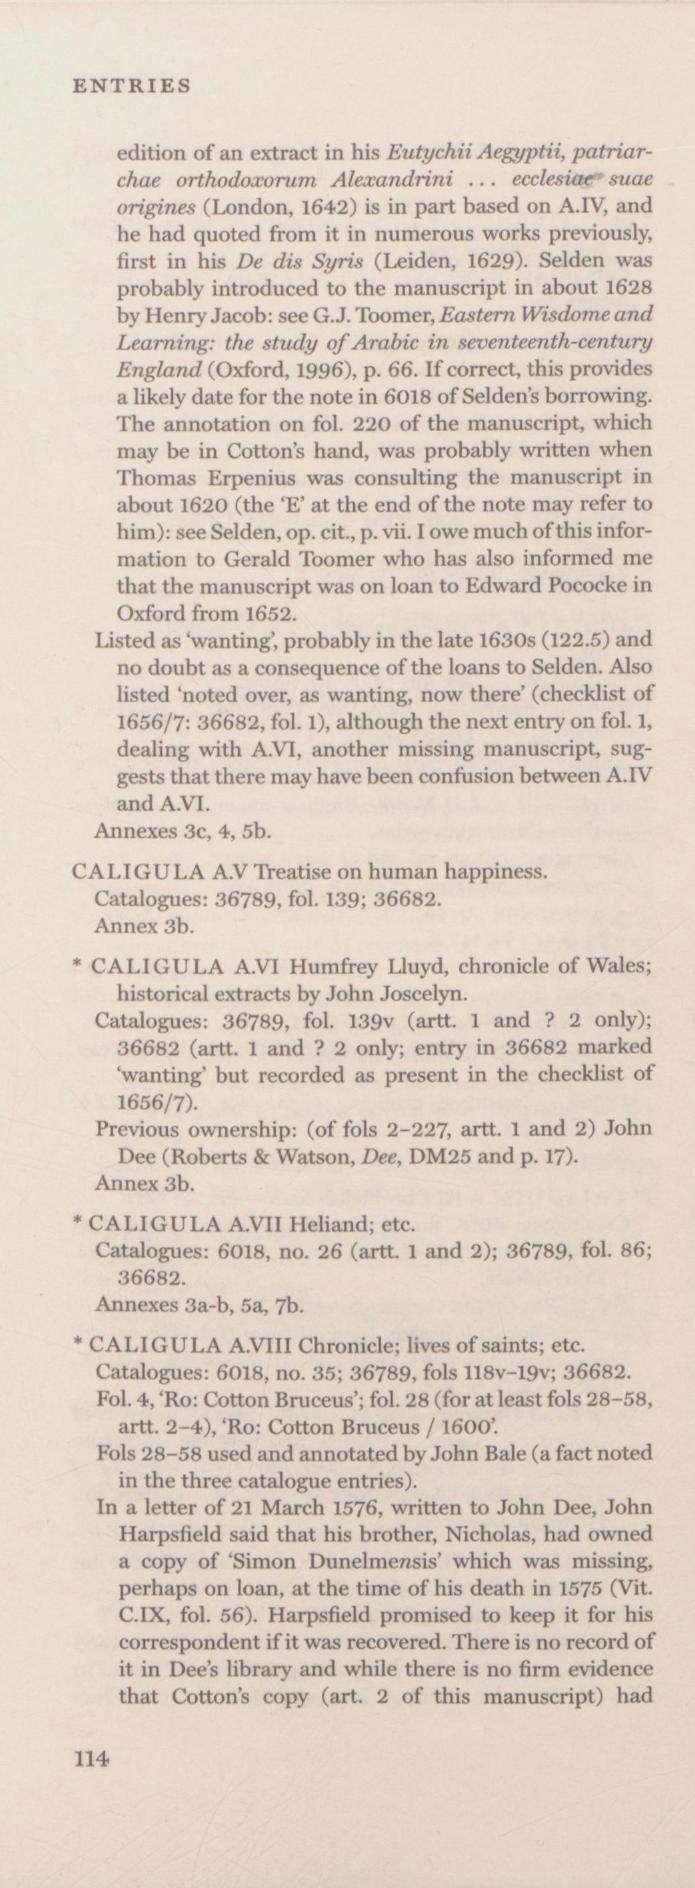 ENTRIES
edition of an extract in his Eutychii Aegyptii, patriar-
chae orthodoxorum Alexandrini ... ecclesiae suae
origines (London, 1642) is in part based on A.IV, and
he had quoted from it in numerous works previously,
first in his De dis Syris (Leiden, 1629). Selden was
probably introduced to the manuscript in about 1628
by Henry Jacob: see G.J. Toomer, Eastern Wisdome and
Learning: the study of Arabic in seventeenth-century
England (Oxford, 1996), p. 66. If correct, this provides
a likely date for the note in 6018 of Selden's borrowing.
The annotation on fol. 220 of the manuscript, which
may be in Cotton's hand, was probably written when
Thomas Erpenius was consulting the manuscript in
about 1620 (the 'E' at the end of the note may refer to
him): see Selden, op. cit., p. vii. I owe much of this infor-
mation to Gerald Toomer who has also informed me
that the manuscript was on loan to Edward Pococke in
Oxford from 1652.
Listed as 'wanting', probably in the late 1630s (122.5) and
no doubt as a consequence of the loans to Selden. Also
listed 'noted over, as wanting, now there' (checklist of
1656/7: 36682, fol. 1), although the next entry on fol. 1,
dealing with A.VI, another missing manuscript, sug-
gests that there may have been confusion between A.IV
and A.VI.
Annexes 3c, 4, 5b.
CALIGULA A.V Treatise on human happiness.
Catalogues: 36789, fol. 139; 36682.
Annex 3b.
* CALIGULA A.VI Humfrey Lluyd, chronicle of Wales;
historical extracts by John Joscelyn.
Catalogues: 36789, fol. 139v (artt. 1 and ? 2 only);
36682 (artt. 1 and ? 2 only; entry in 36682 marked
'wanting' but recorded as present in the checklist of
1656/7).
Previous ownership: (of fols 2–227, artt. 1 and 2) John
Dee (Roberts & Watson, Dee, DM25 and p. 17).
Annex 3b.
* CALIGULA A.VII Heliand; etc.
Catalogues: 6018, no. 26 (artt. 1 and 2); 36789, fol. 86;
36682.
Annexes 3a-b, 5a, 7b.
* CALIGULA A.VIII Chronicle; lives of saints; etc.
Catalogues: 6018, no. 35; 36789, fols 118v–19v; 36682.
Fol. 4, 'Ro: Cotton Bruceus'; fol. 28 (for at least fols 28–58,
artt. 2–4), 'Ro: Cotton Bruceus / 1600'.
Fols 28–58 used and annotated by John Bale (a fact noted
in the three catalogue entries).
In a letter of 21 March 1576, written to John Dee, John
Harpsfield said that his brother, Nicholas, had owned
a copy of 'Simon Dunelmensis' which was missing,
perhaps on loan, at the time of his death in 1575 (Vit.
C.IX, fol. 56). Harpsfield promised to keep it for his
correspondent if it was recovered. There is no record of
it in Dee's library and while there is no firm evidence
that Cotton's copy (art. 2 of this manuscript) had
114